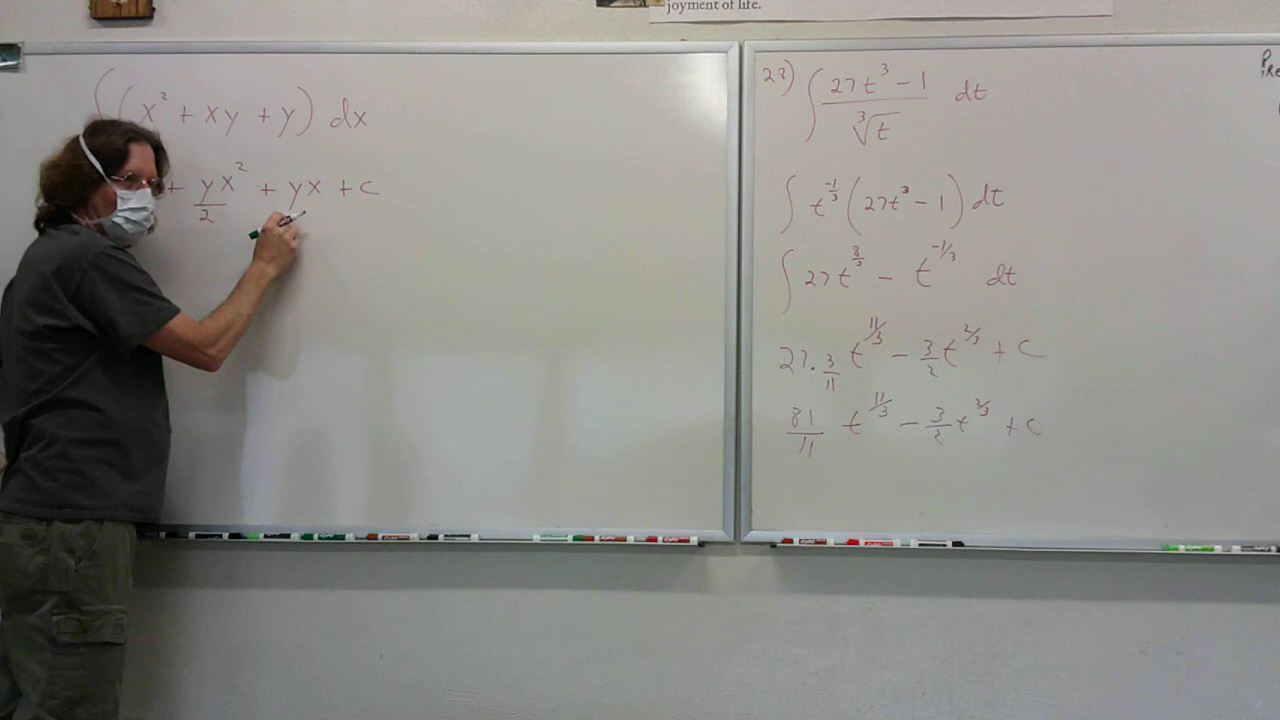 joyment of life.
∫(x² + xy + y) dx
+ yx²/2 + yx + c
23) ∫ (27t³ - 1)/∛t dt
∫ t^(-1/3) (27t³ - 1) dt
∫ 27t^(8/3) - t^(-1/3) dt
27 · 3/11 t^(11/3) - 3/2 t^(2/3) + c
81/11 t^(11/3) - 3/2 t^(2/3) + c